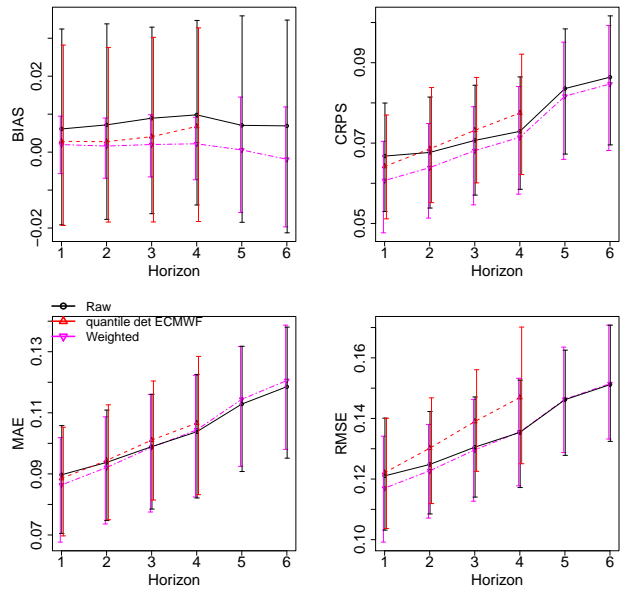 BIAS
0.02
0.00
−0.02
1 2 3 4 5 6
Horizon
CRPS
0.09
0.07
0.05
1 2 3 4 5 6
Horizon
Raw
quantile det ECMWF
Weighted
MAE
0.13
0.11
0.09
0.07
1 2 3 4 5 6
Horizon
RMSE
0.16
0.14
0.12
0.10
1 2 3 4 5 6
Horizon